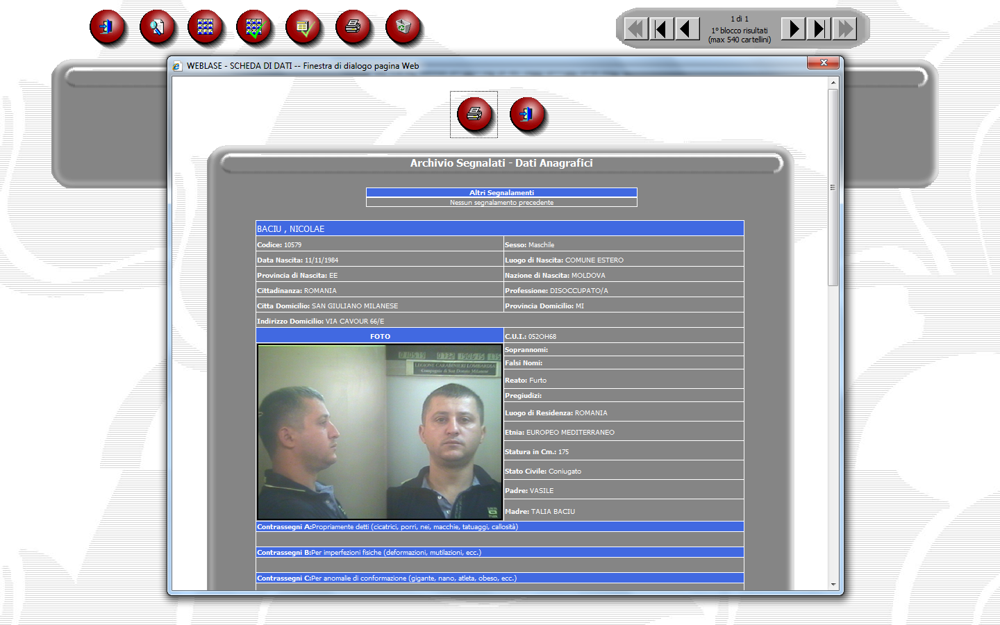 1 di 1
1° blocco risultati
(max 540 cartellini)
WEBLASE - SCHEDA DI DATI -- Finestra di dialogo pagina Web
Archivio Segnalati - Dati Anagrafici
Altri Segnalamenti
Nessun segnalamento precedente
BACIU , NICOLAE
Codice: 10579
Sesso: Maschile
Data Nascita: 11/11/1984
Luogo di Nascita: COMUNE ESTERO
Provincia di Nascita: EE
Nazione di Nascita: MOLDOVA
Cittadinanza: ROMANIA
Professione: DISOCCUPATO/A
Citta Domicilio: SAN GIULIANO MILANESE
Provincia Domicilio: MI
Indirizzo Domicilio: VIA CAVOUR 66/E
FOTO
C.U.I.: 052OH68
LEGIONE CARABINIERI LOMBARDIA
Compagnia di San Donato Milanese
Soprannomi:
Falsi Nomi:
Reato: Furto
Pregiudizi:
Luogo di Residenza: ROMANIA
Etnia: EUROPEO MEDITERRANEO
Statura in Cm.: 175
Stato Civile: Coniugato
Padre: VASILE
Madre: TALIA BACIU
Contrassegni A:Propriamente detti (cicatrici, porri, nei, macchie, tatuaggi, callosità)
Contrassegni B:Per imperfezioni fisiche (deformazioni, mutilazioni, ecc.)
Contrassegni C:Per anomalie di conformazione (gigante, nano, atleta, obeso, ecc.)